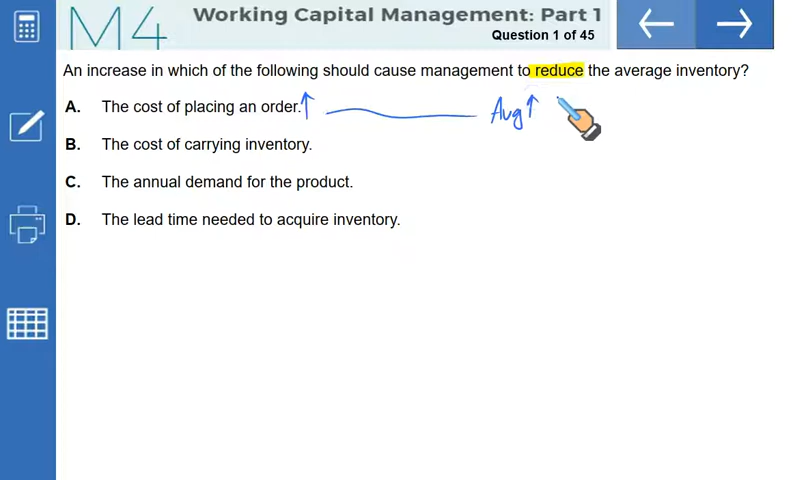 M4
Working Capital Management: Part 1
Question 1 of 45
An increase in which of the following should cause management to reduce the average inventory?
A. The cost of placing an order. ↑ Avg ↑
B. The cost of carrying inventory.
C. The annual demand for the product.
D. The lead time needed to acquire inventory.